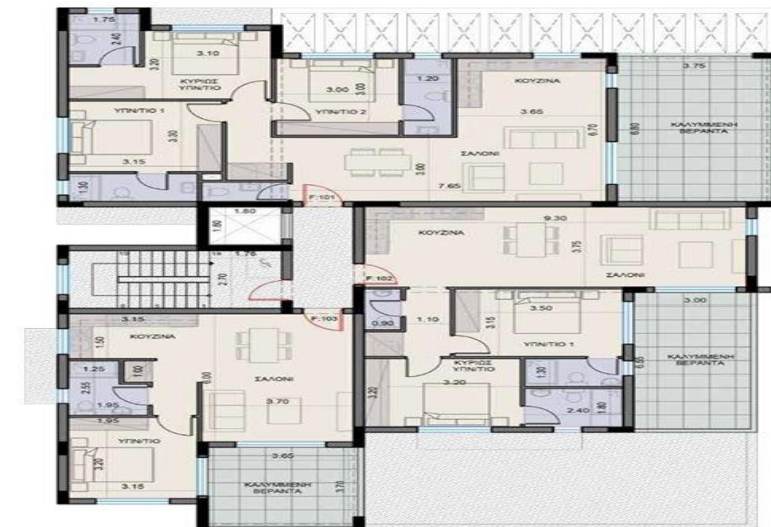 1.75
2.40
3.10
3.20
ΚΥΡΙΩΣ
ΥΠΝ/ΤΙΟ
3.00
3.00
ΥΠΝ/ΤΙΟ 2
1.20
ΚΟΥΖΙΝΑ
3.65
3.75
ΥΠΝ/ΤΙΟ 1
3.30
3.15
6.70
6.80
ΚΑΛΥΜΜΕΝΗ
ΒΕΡΑΝΤΑ
ΣΑΛΟΝΙ
3.00
7.65
1.30
F:101
1.80
1.80
9.30
ΚΟΥΖΙΝΑ
3.75
ΣΑΛΟΝΙ
1.75
2.70
F:102
3.15
F:103
0.90
1.10
3.50
3.15
ΥΠΝ/ΤΙΟ 1
3.00
ΚΟΥΖΙΝΑ
1.50
6.55
ΚΑΛΥΜΜΕΝΗ
ΒΕΡΑΝΤΑ
1.25
2.55
1.60
6.00
ΣΑΛΟΝΙ
3.70
ΚΥΡΙΩΣ
ΥΠΝ/ΤΙΟ
3.20
3.20
1.30
2.40
1.80
1.95
1.95
ΥΠΝ/ΤΙΟ
3.20
3.15
3.65
3.70
ΚΑΛΥΜΜΕΝΗ
ΒΕΡΑΝΤΑ